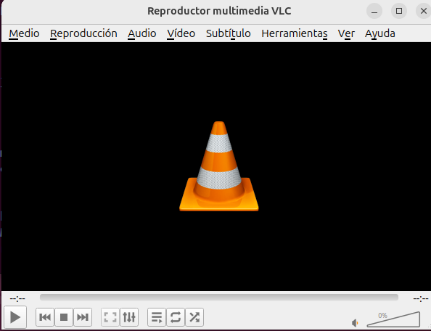 Reproductor multimedia VLC
Medio Reproducción Audio Vídeo Subtítulo Herramientas Ver Ayuda
--:-- --:--
0%